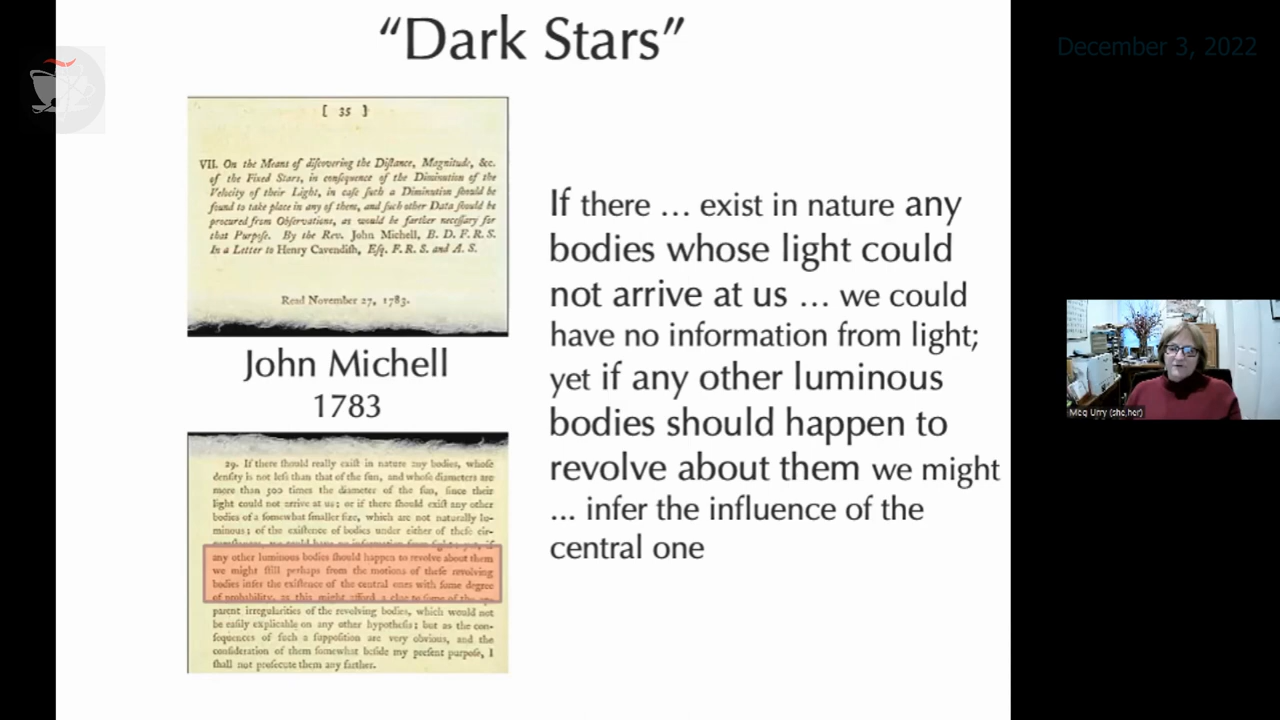 “Dark Stars”
December 3, 2022
[ 35 ]
VII. On the Means of diſcovering the Diſtance, Magnitude, &c.
of the Fixed Stars, in conſequence of the Diminution of the
Velocity of their Light, in caſe ſuch a Diminution ſhould be
found to take place in any of them, and ſuch other Data ſhould be
procured from Obſervations, as would be farther neceſſary for
that Purpoſe. By the Rev. John Michell, B. D. F. R. S.
In a Letter to Henry Cavendiſh, Eſq. F. R. S. and A. S.
Read November 27, 1783.
John Michell
1783
29. If there ſhould really exiſt in nature any bodies, whoſe
denſity is not leſs than that of the ſun, and whoſe diameters are
more than 500 times the diameter of the ſun, ſince their
light could not arrive at us; or if there ſhould exiſt any other
bodies of a ſomewhat ſmaller ſize, which are not naturally lu-
minous; of the exiſtence of bodies under either of theſe cir-
could have no information from
any other luminous bodies ſhould happen to revolve about them
we might ſtill perhaps from the motions of theſe revolving
bodies infer the exiſtence of the central ones with ſome degree
of probability, as this might afford a clue to ſome of the ap-
parent irregularities of the revolving bodies, which would not
be eaſily explicable on any other hypotheſis; but as the con-
ſequences of ſuch a ſuppoſition are very obvious, and the
conſideration of them ſomewhat beſide my preſent purpoſe, I
ſhall not proſecute them any farther.
If there … exist in nature any
bodies whose light could
not arrive at us … we could
have no information from light;
yet if any other luminous
bodies should happen to
revolve about them we might
… infer the influence of the
central one
Meg Urry (she,her)